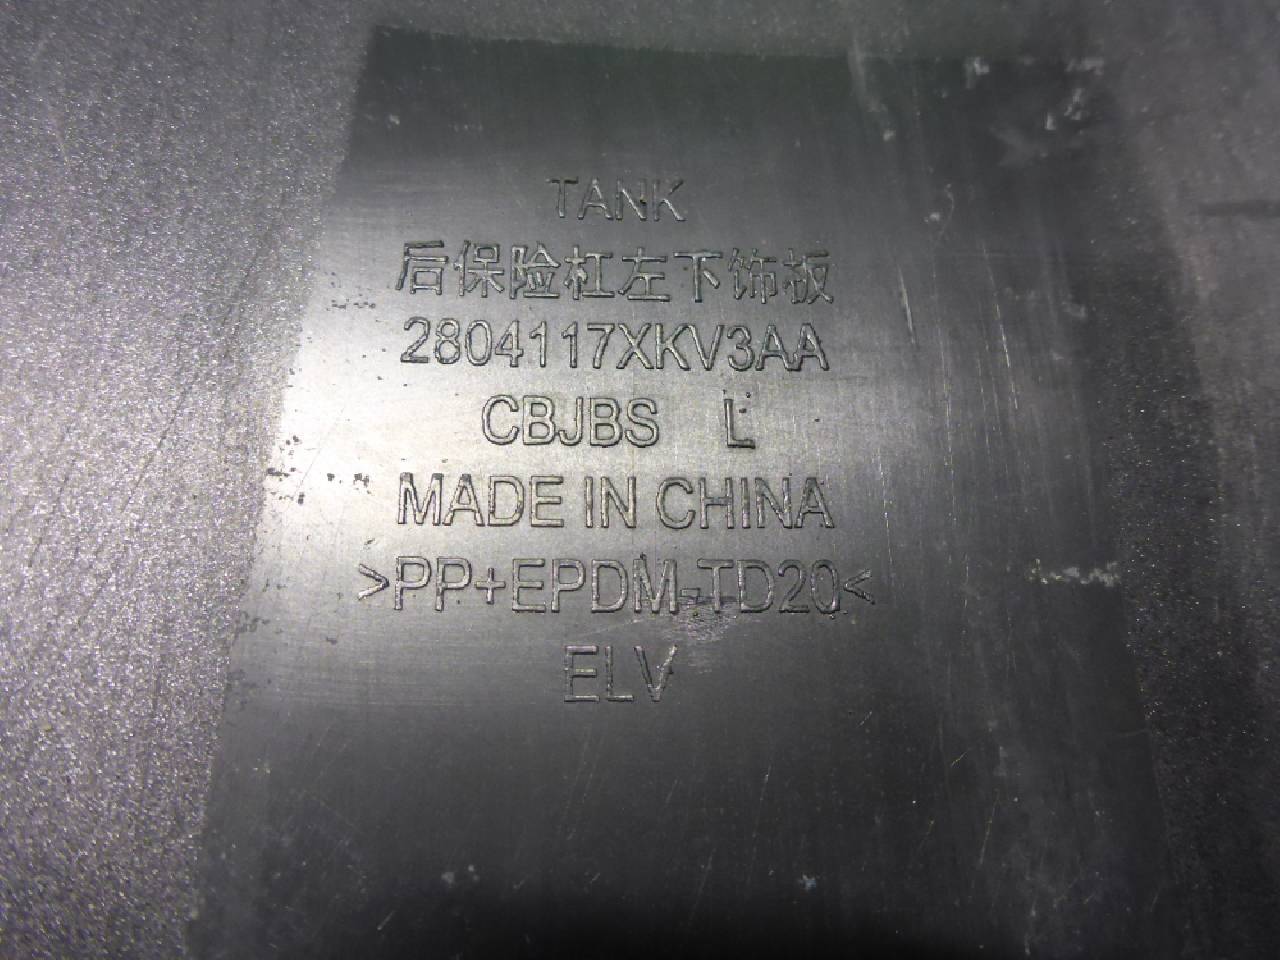 TANK
后保险杠左下饰板
2804117XKV3AA
CBJBS L
MADE IN CHINA
>PP+EPDM-TD20<
ELV